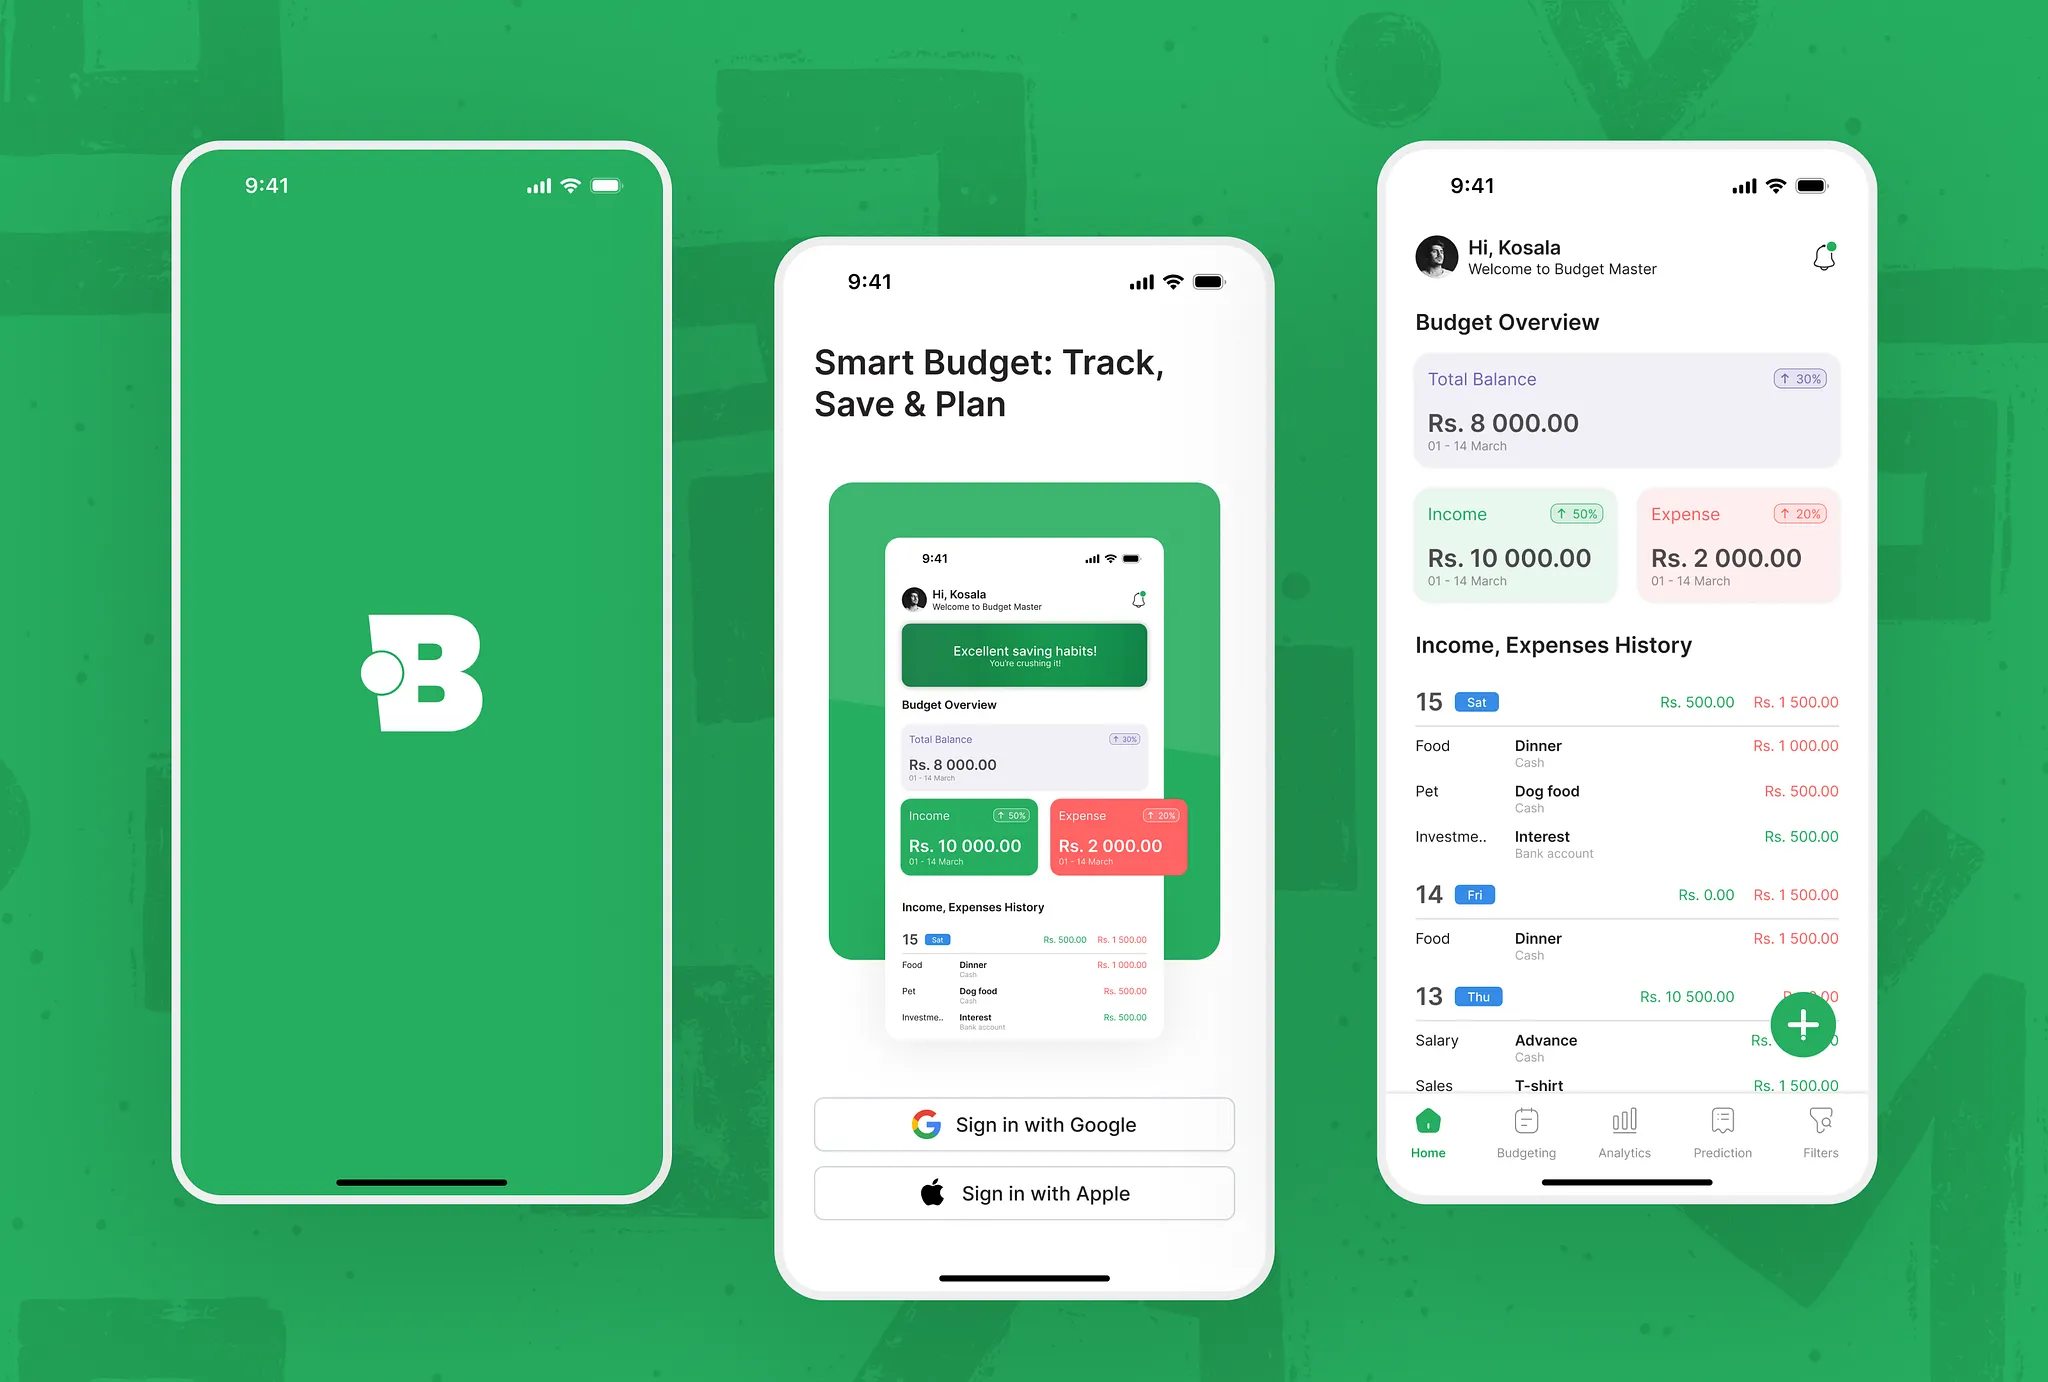 9:41
B
9:41
Smart Budget: Track,
Save & Plan
9:41
Hi, Kosala
Welcome to Budget Master
Excellent saving habits!
You're crushing it!
Budget Overview
Total Balance ↑ 30%
Rs. 8 000.00
01 - 14 March
Income ↑ 50%
Rs. 10 000.00
01 - 14 March
Expense ↑ 20%
Rs. 2 000.00
01 - 14 March
Income, Expenses History
15 Sat Rs. 500.00 Rs. 1 500.00
Food Dinner Rs. 1 000.00
Cash
Pet Dog food Rs. 500.00
Cash
Investme.. Interest Rs. 500.00
Bank account
Sign in with Google
Sign in with Apple
9:41
Hi, Kosala
Welcome to Budget Master
Budget Overview
Total Balance ↑ 30%
Rs. 8 000.00
01 - 14 March
Income ↑ 50%
Rs. 10 000.00
01 - 14 March
Expense ↑ 20%
Rs. 2 000.00
01 - 14 March
Income, Expenses History
15 Sat Rs. 500.00 Rs. 1 500.00
Food Dinner Rs. 1 000.00
Cash
Pet Dog food Rs. 500.00
Cash
Investme.. Interest Rs. 500.00
Bank account
14 Fri Rs. 0.00 Rs. 1 500.00
Food Dinner Rs. 1 500.00
Cash
13 Thu Rs. 10 500.00
Salary Advance Rs.
Cash
Sales T-shirt Rs. 1 500.00
Home Budgeting Analytics Prediction Filters